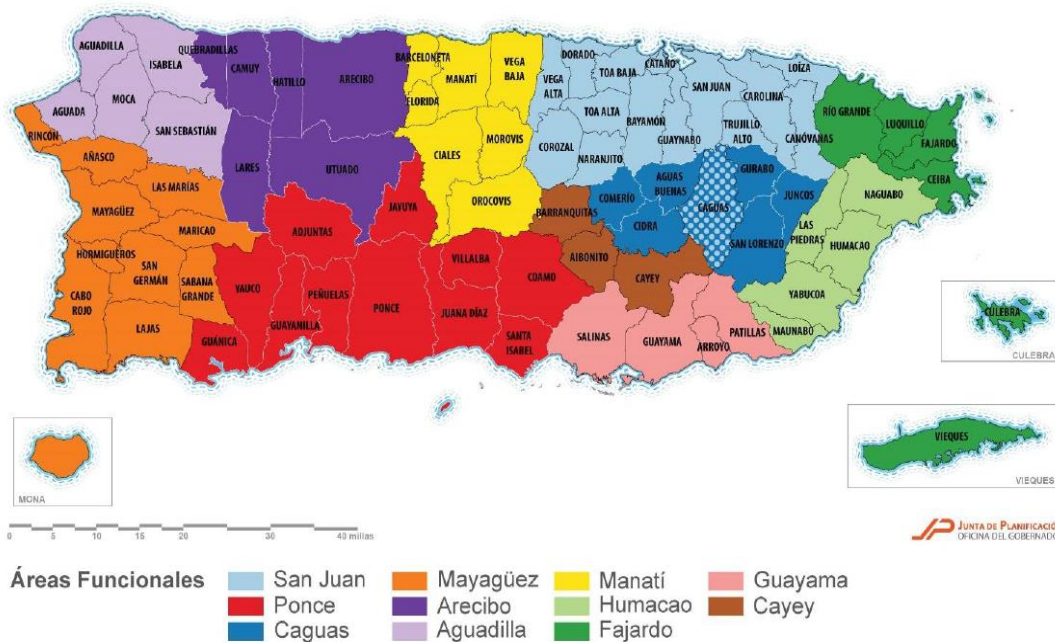 AGUADILLA
ISABELA
QUEBRADILLAS
CAMUY
HATILLO
ARECIBO
BARCELONETA
MANATÍ
VEGA
BAJA
DORADO
VEGA
ALTA
TOA BAJA
CATAÑO
SAN JUAN
LOÍZA
CAROLINA
AGUADA
MOCA
SAN SEBASTIÁN
FLORIDA
TOA ALTA
BAYAMÓN
GUAYNABO
TRUJILLO
ALTO
CANÓVANAS
RÍO GRANDE
LUQUILLO
FAJARDO
CEIBA
RINCÓN
AÑASCO
LARES
UTUADO
CIALES
MOROVIS
COROZAL
NARANJITO
LAS MARÍAS
MAYAGÜEZ
MARICAO
JAYUYA
ADJUNTAS
OROCOVIS
BARRANQUITAS
COMERÍO
AGUAS
BUENAS
CIDRA
CAGUAS
GURABO
JUNCOS
SAN LORENZO
LAS
PIEDRAS
NAGUABO
HUMACAO
HORMIGUEROS
SAN
GERMÁN
SABANA
GRANDE
CABO
ROJO
LAJAS
YAUCO
GUÁNICA
GUAYANILLA
PEÑUELAS
PONCE
VILLALBA
JUANA DÍAZ
COAMO
SANTA
ISABEL
AIBONITO
CAYEY
SALINAS
GUAYAMA
ARROYO
PATILLAS
YABUCOA
MAUNABO
CULEBRA
CULEBRA
VIEQUES
VIEQUES
MONA
0 5 10 15 20 30 40 millas
JP JUNTA DE PLANIFICACIÓ
OFICINA DEL GOBERNADO
Áreas Funcionales
San Juan
Mayagüez
Manatí
Guayama
Ponce
Arecibo
Humacao
Cayey
Caguas
Aguadilla
Fajardo